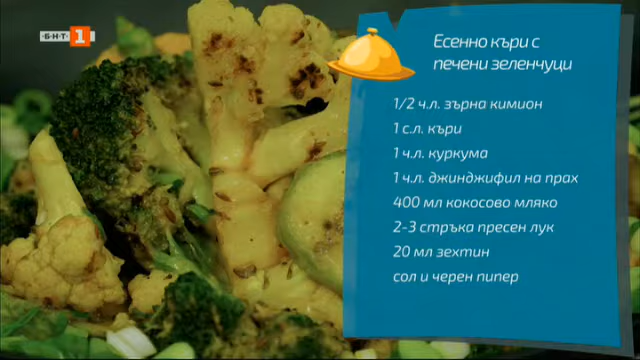 БНТ 1
Есенно къри с
печени зеленчуци
1/2 ч.л. зърна кимион
1 с.л. къри
1 ч.л. куркума
1 ч.л. джинджифил на прах
400 мл кокосово мляко
2-3 стръка пресен лук
20 мл зехтин
сол и черен пипер